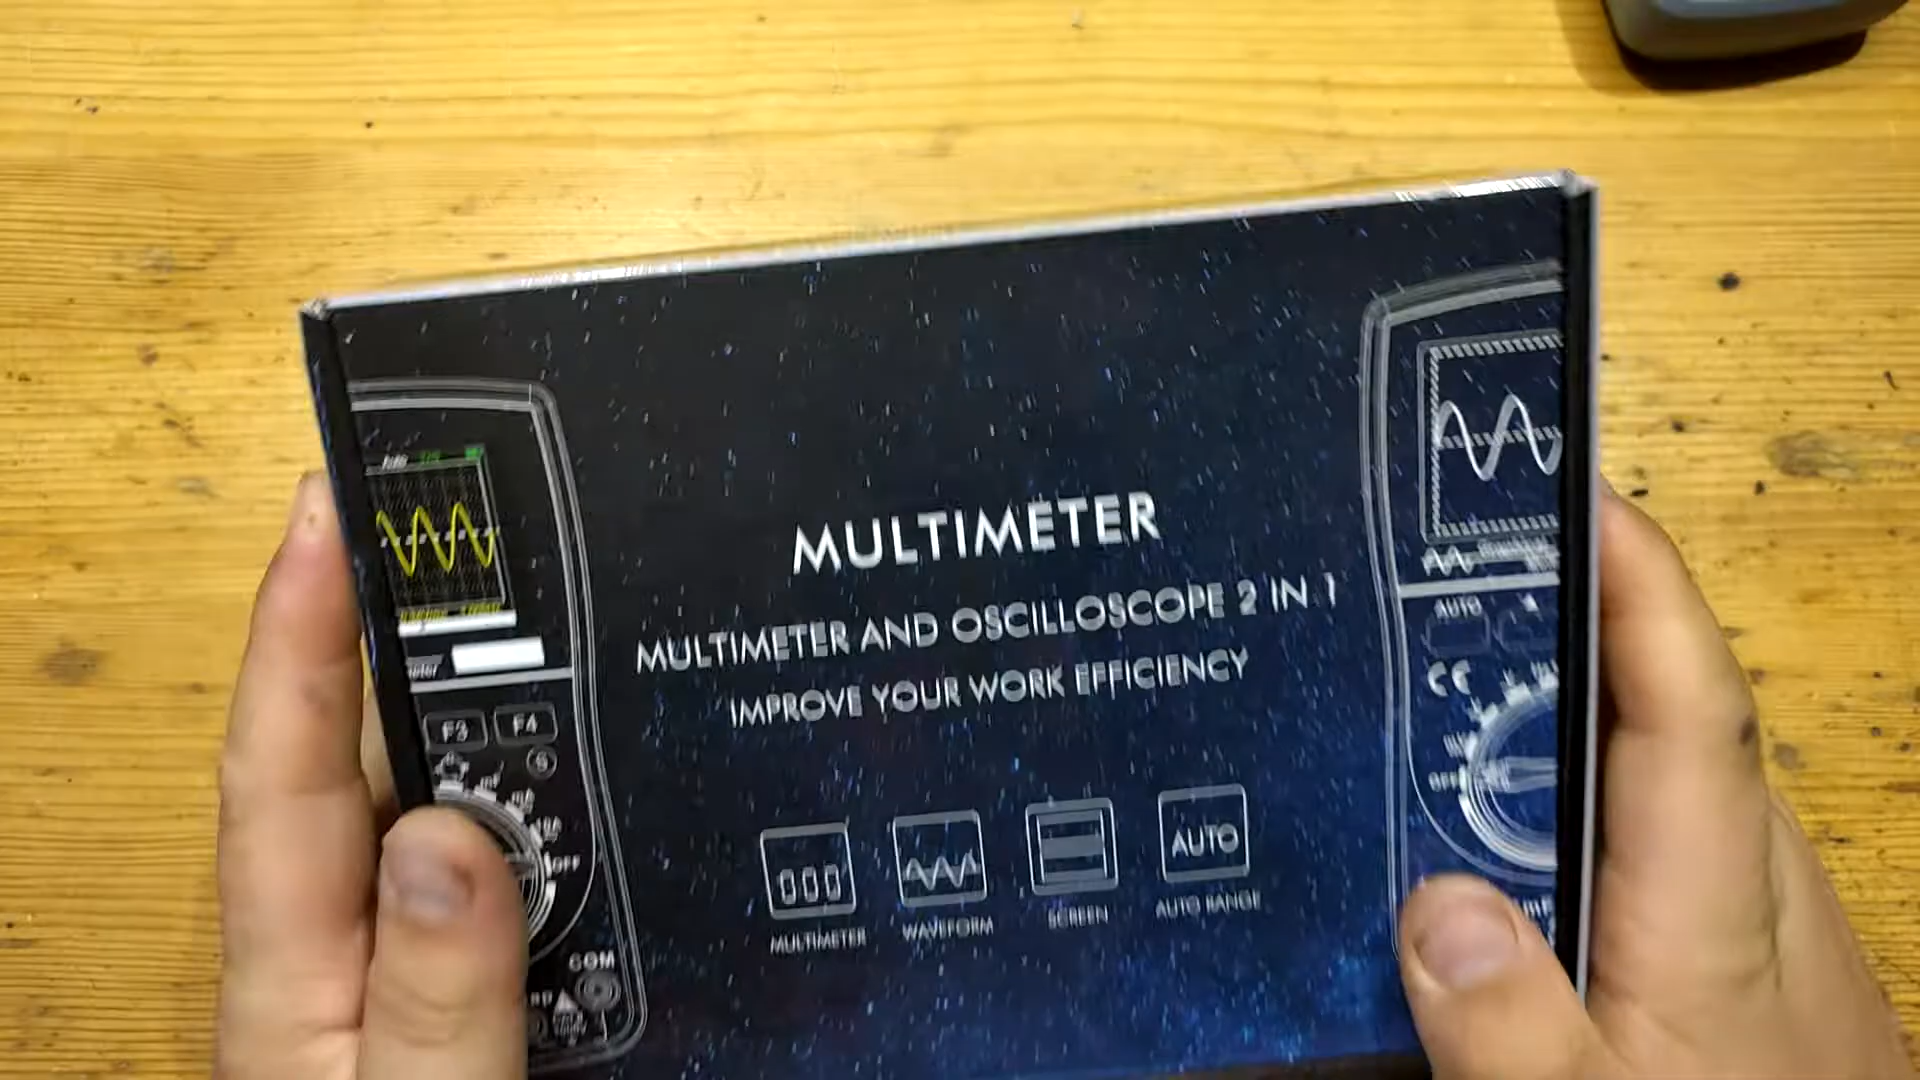 MULTIMETER
MULTIMETER AND OSCILLOSCOPE 2 IN 1
IMPROVE YOUR WORK EFFICIENCY
MULTIMETER
WAVEFORM
SCREEN
AUTO
AUTO RANGE
F3 F4
OFF
COM
AUTO
CE
OFF